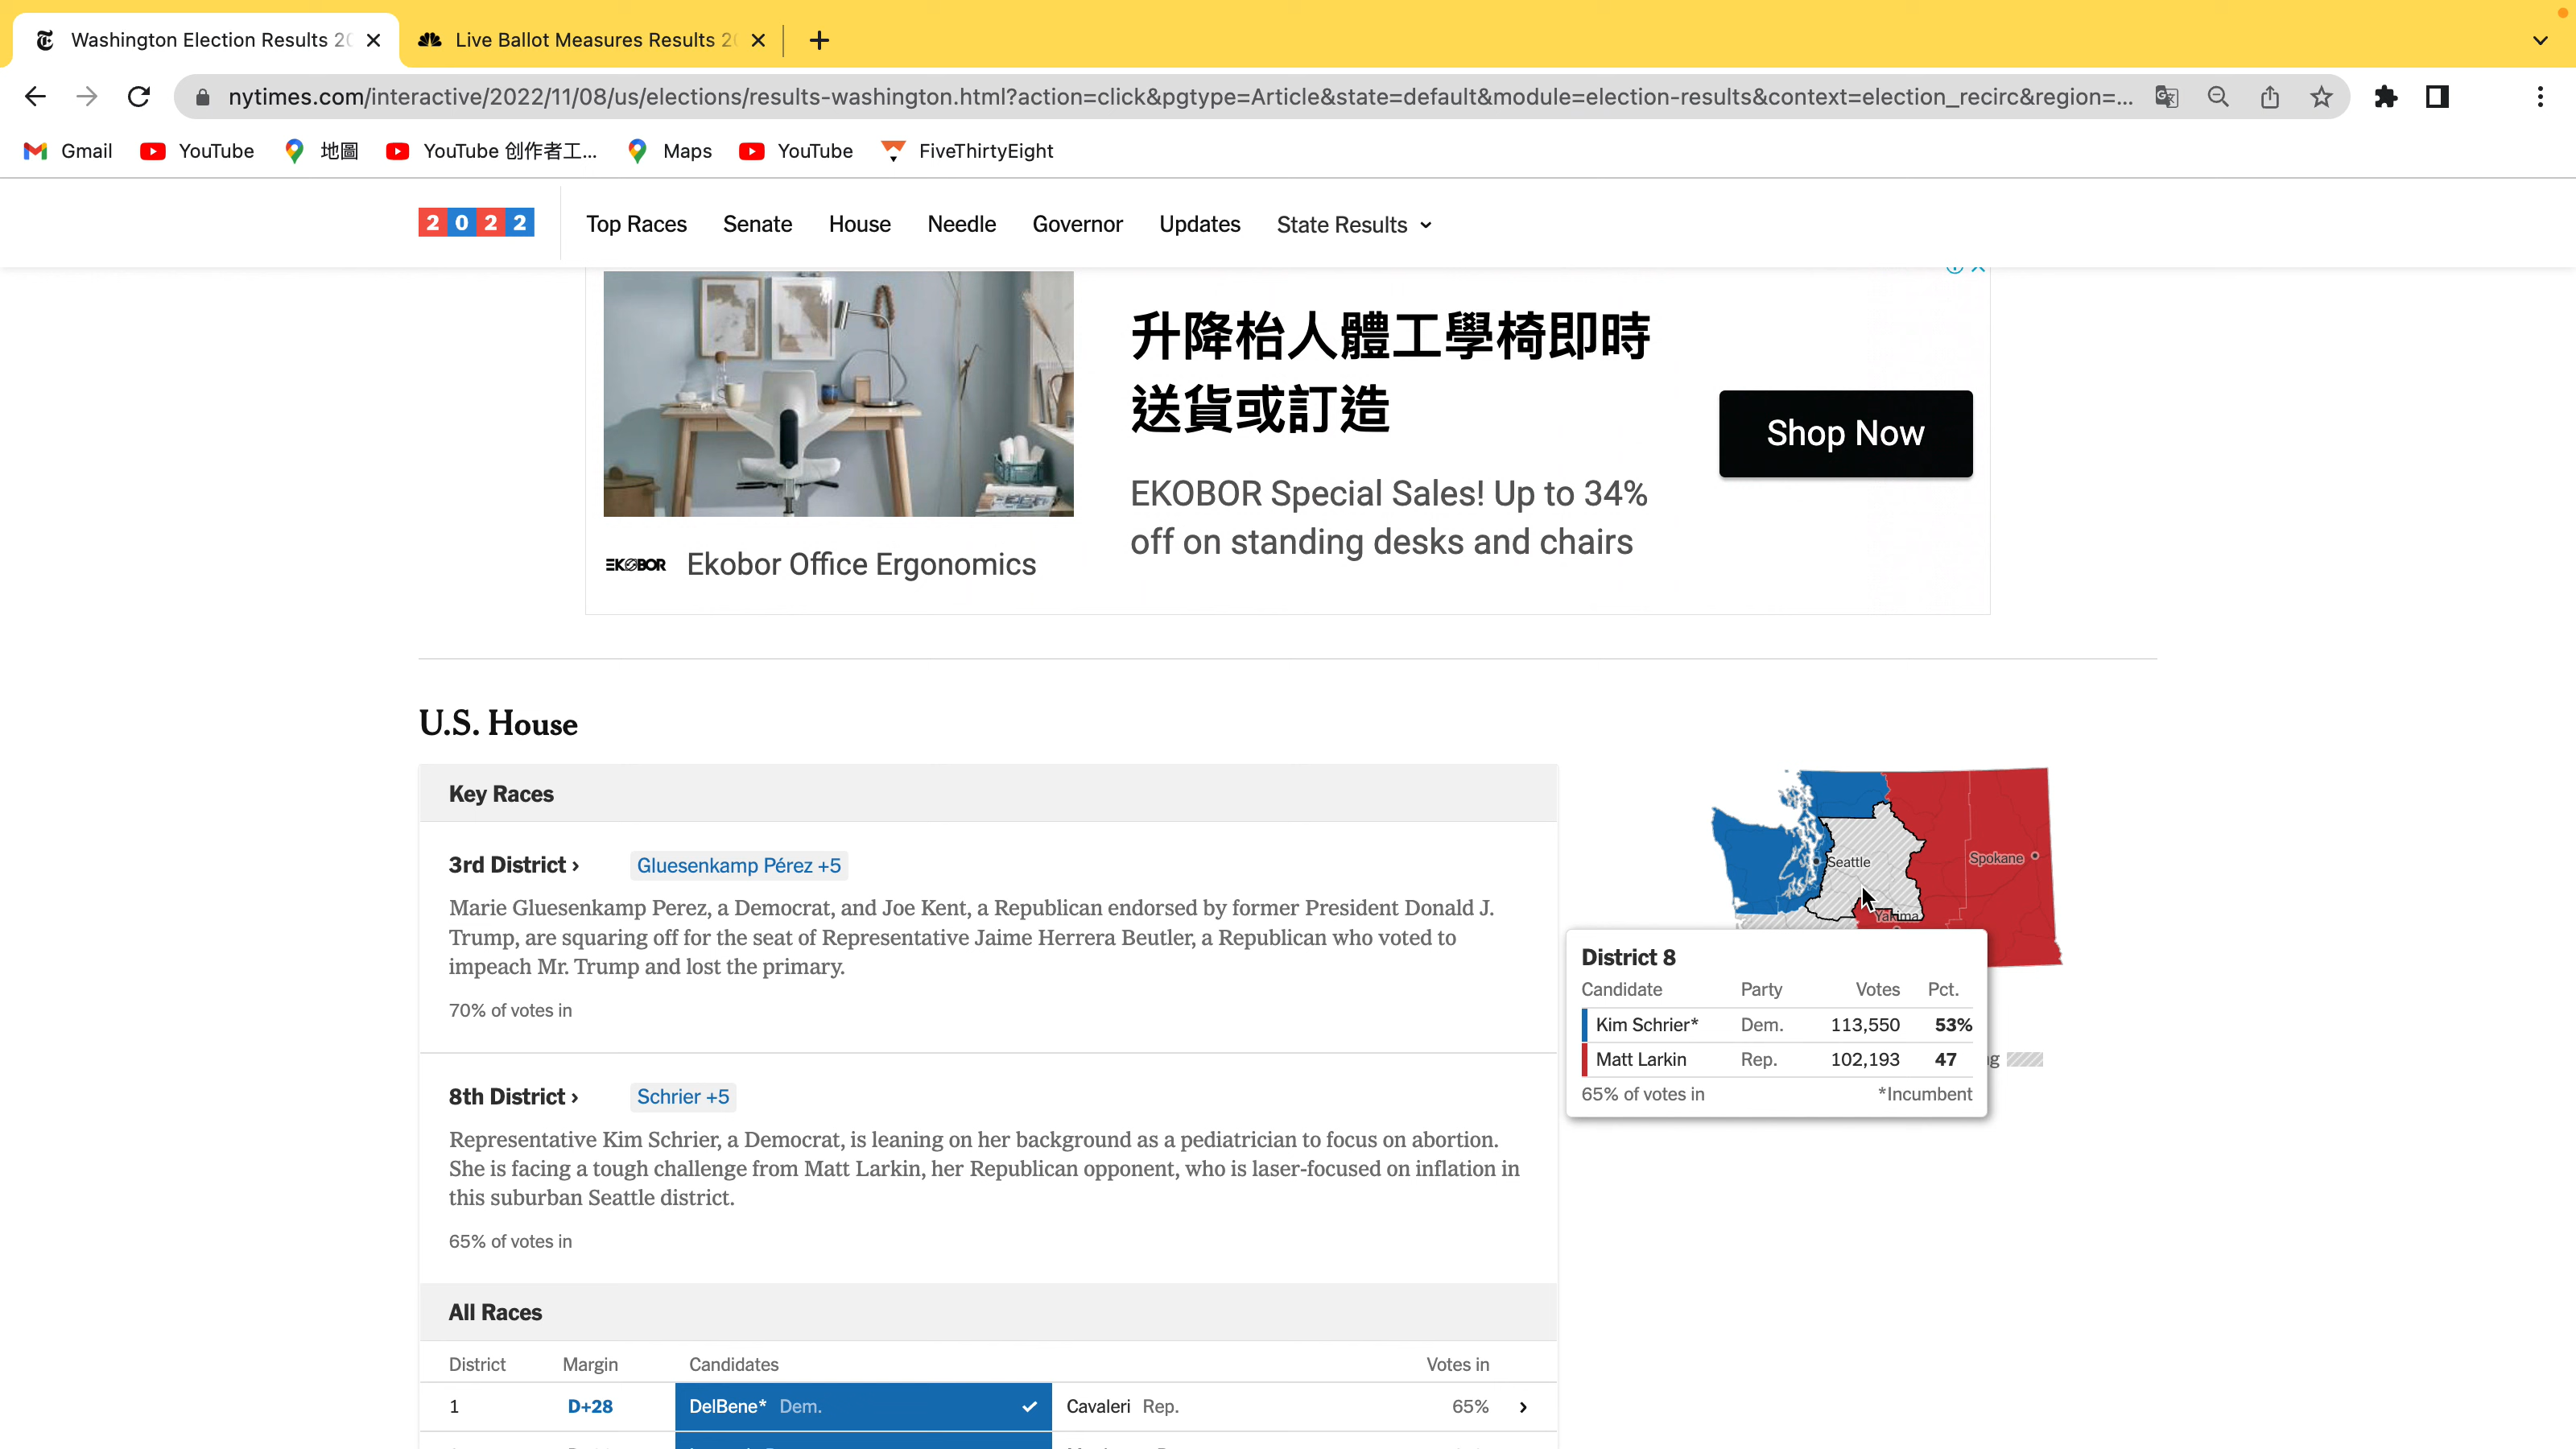 Washington Election Results 20
Live Ballot Measures Results 20
nytimes.com/interactive/2022/11/08/us/elections/results-washington.html?action=click&pgtype=Article&state=default&module=election-results&context=election_recirc&region=...
Gmail
YouTube
地圖
YouTube 创作者工...
Maps
YouTube
FiveThirtyEight
2022
Top Races
Senate
House
Needle
Governor
Updates
State Results
升降枱人體工學椅即時
送貨或訂造
EKOBOR Special Sales! Up to 34%
off on standing desks and chairs
Shop Now
EKOBOR Ekobor Office Ergonomics
U.S. House
Key Races
3rd District › Gluesenkamp Pérez +5
Marie Gluesenkamp Perez, a Democrat, and Joe Kent, a Republican endorsed by former President Donald J.
Trump, are squaring off for the seat of Representative Jaime Herrera Beutler, a Republican who voted to
impeach Mr. Trump and lost the primary.
70% of votes in
8th District › Schrier +5
Representative Kim Schrier, a Democrat, is leaning on her background as a pediatrician to focus on abortion.
She is facing a tough challenge from Matt Larkin, her Republican opponent, who is laser-focused on inflation in
this suburban Seattle district.
65% of votes in
All Races
District Margin Candidates Votes in
1 D+28 DelBene* Dem. Cavaleri Rep. 65%
Seattle
Spokane
Yakima
District 8
Candidate Party Votes Pct.
Kim Schrier* Dem. 113,550 53%
Matt Larkin Rep. 102,193 47
65% of votes in *Incumbent